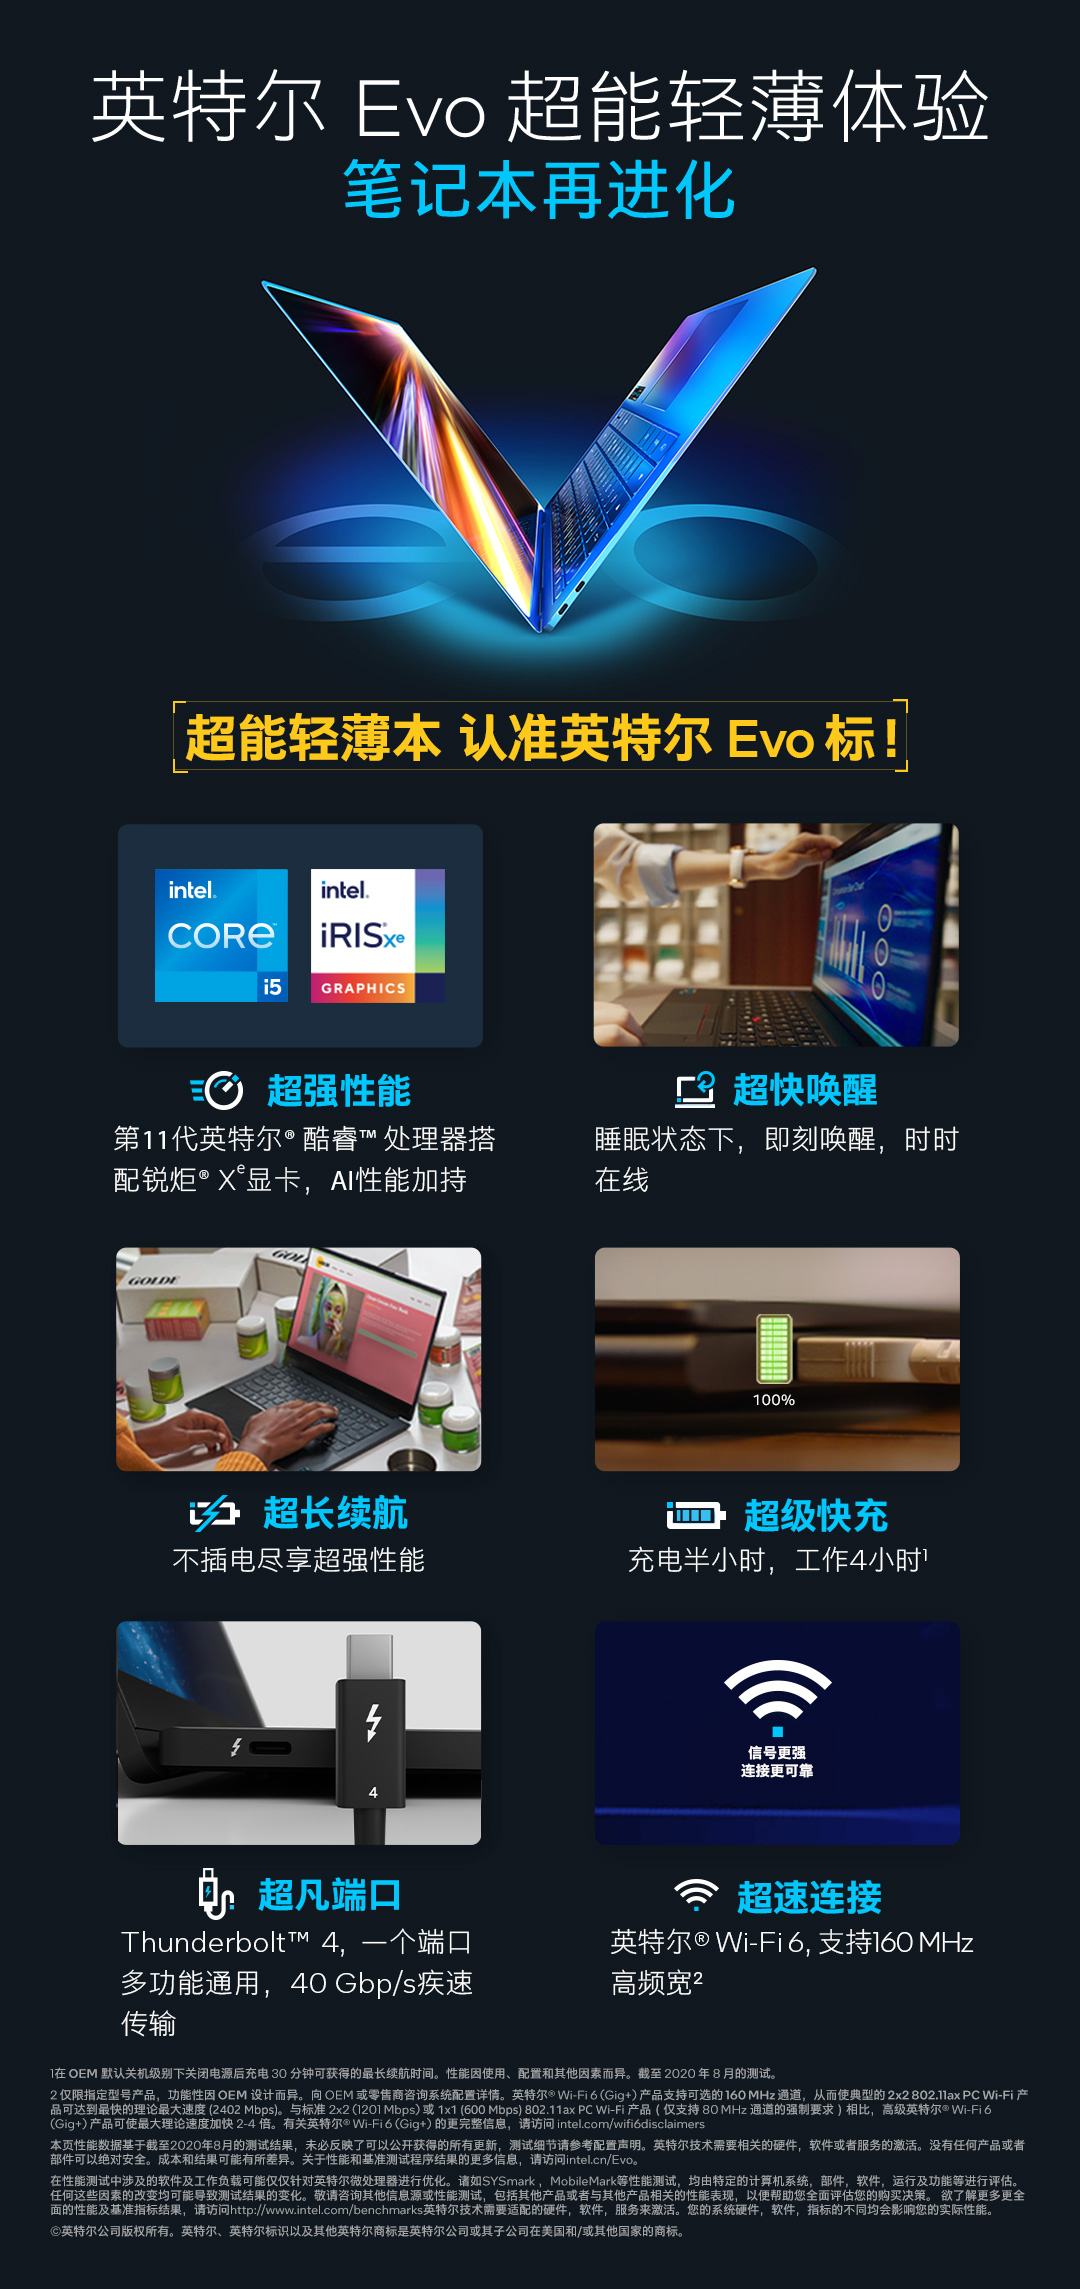 英特尔 Evo 超能轻薄体验
笔记本再进化
超能轻薄本 认准英特尔 Evo 标!
intel.
CORe™
i5
intel.
iRISxe
GRAPHICS
超强性能
第11代英特尔® 酷睿™ 处理器搭
配锐炬® Xe显卡，AI性能加持
超快唤醒
睡眠状态下，即刻唤醒，时时
在线
GOLDE
超长续航
不插电尽享超强性能
100%
超级快充
充电半小时，工作4小时1
4
超凡端口
Thunderbolt™ 4, 一个端口
多功能通用，40 Gbp/s疾速
传输
信号更强
连接更可靠
超速连接
英特尔® Wi-Fi 6, 支持160 MHz
高频宽2
1在 OEM 默认关机级别下关闭电源后充电 30 分钟可获得的最长续航时间。性能因使用、配置和其他因素而异。截至 2020 年 8 月的测试。
2 仅限指定型号产品，功能性因 OEM 设计而异。向 OEM 或零售商咨询系统配置详情。英特尔® Wi-Fi 6 (Gig+) 产品支持可选的 160 MHz 通道，从而使典型的 2x2 802.11ax PC Wi-Fi 产
品可达到最快的理论最大速度 (2402 Mbps)。与标准 2x2 (1201 Mbps) 或 1x1 (600 Mbps) 802.11ax PC Wi-Fi 产品 ( 仅支持 80 MHz 通道的强制要求 ) 相比，高级英特尔® Wi-Fi 6
(Gig+) 产品可使最大理论速度加快 2-4 倍。有关英特尔® Wi-Fi 6 (Gig+) 的更完整信息，请访问 intel.com/wifi6disclaimers
本页性能数据基于截至2020年8月的测试结果，未必反映了可以公开获得的所有更新，测试细节请参考配置声明。英特尔技术需要相关的硬件，软件或者服务的激活。没有任何产品或者
部件可以绝对安全。成本和结果可能有所差异。关于性能和基准测试程序结果的更多信息，请访问intel.cn/Evo。
在性能测试中涉及的软件及工作负载可能仅仅针对英特尔微处理器进行优化。诸如SYSmark，MobileMark等性能测试，均由特定的计算机系统，部件，软件，运行及功能等进行评估。
任何这些因素的改变均可能导致测试结果的变化。敬请咨询其他信息源或性能测试，包括其他产品或者与其他产品相关的性能表现，以便帮助您全面评估您的购买决策。 欲了解更多更全
面的性能及基准指标结果，请访问http://www.intel.com/benchmarks英特尔技术需要适配的硬件，软件，服务来激活。您的系统硬件，软件，指标的不同均会影响您的实际性能。
©英特尔公司版权所有。英特尔、英特尔标识以及其他英特尔商标是英特尔公司或其子公司在美国和/或其他国家的商标。